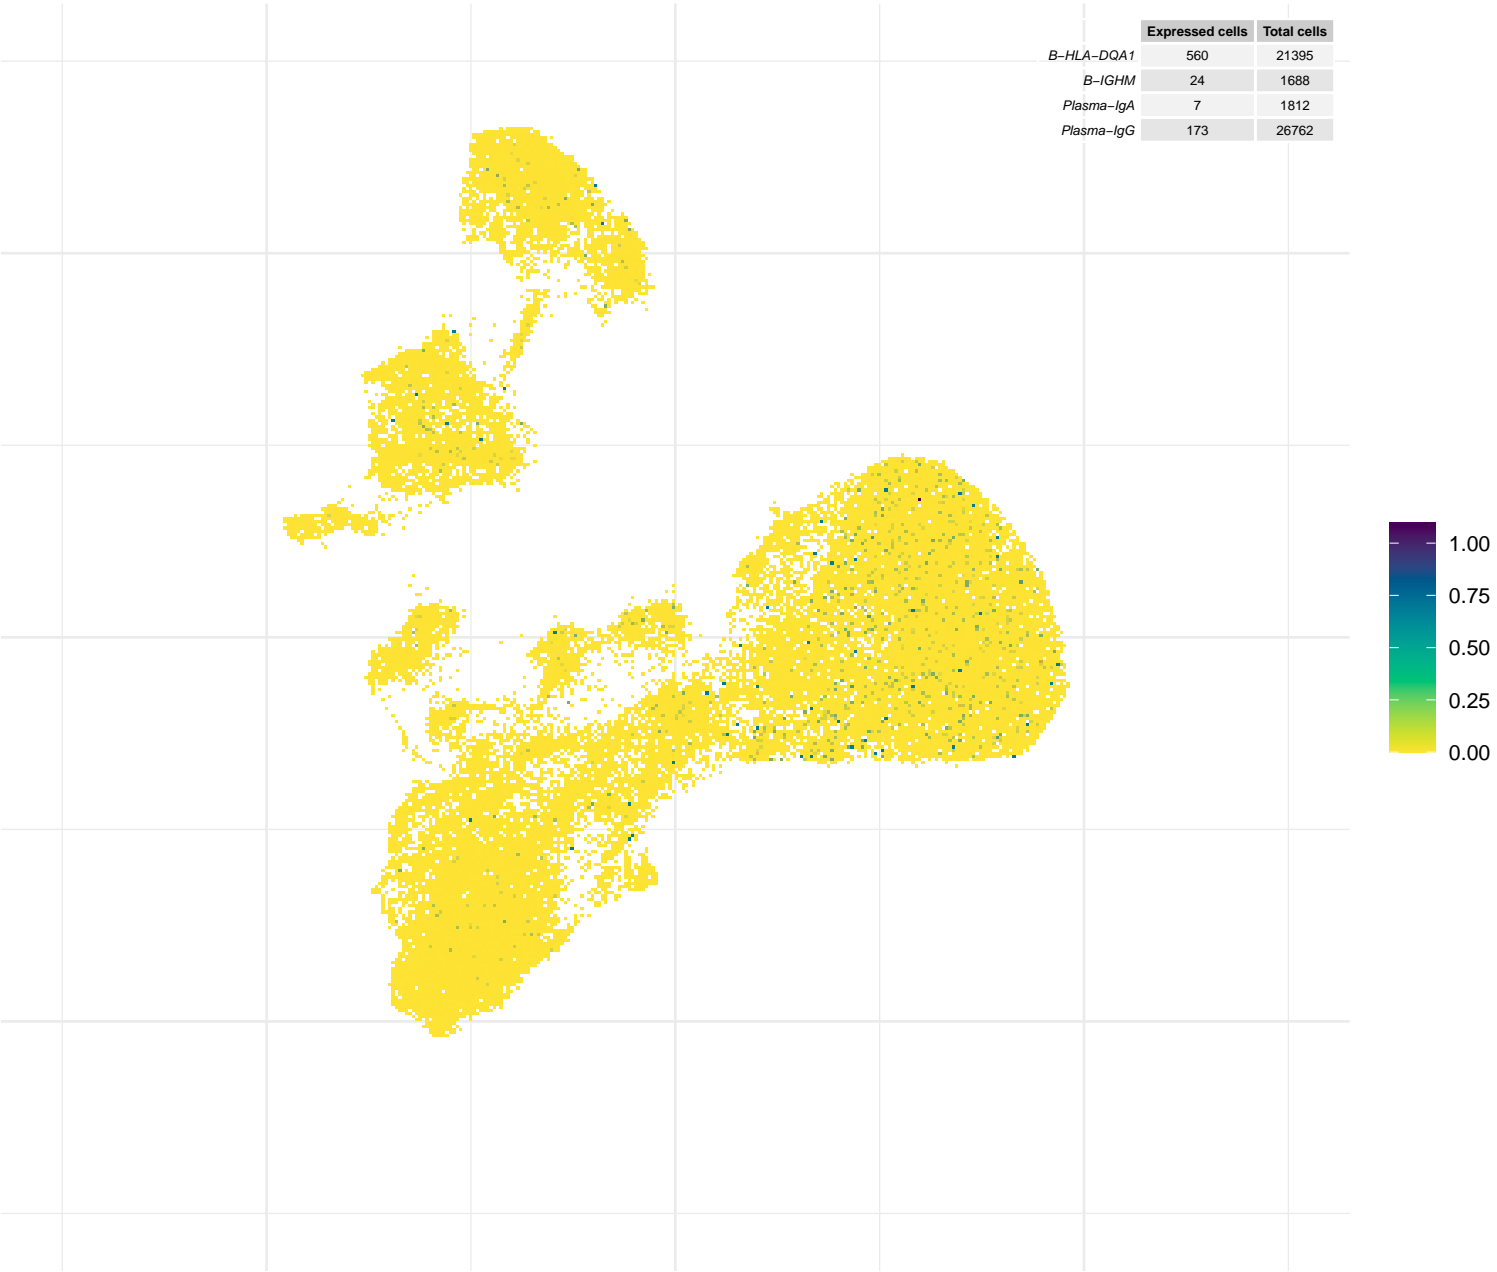 Expressed cells Total cells
B−HLA−DQA1 560 21395
B−IGHM 24 1688
Plasma−IgA 7 1812
Plasma−IgG 173 26762
1.00
0.75
0.50
0.25
0.00